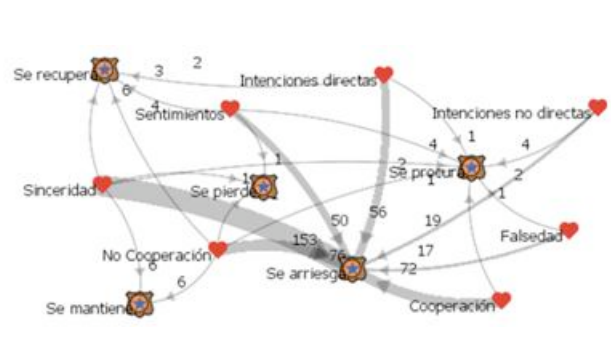 2
Se recupera
3
Intenciones directas
6
4
Sentimientos
Intenciones no directas
1
4
4
1
2
Se procura
Sinceridad
1
Se pierde
1
2
1
50
56
19
153
Falsedad
No Cooperación
76
17
6
Se arriesga
72
6
Se mantiene
Cooperación